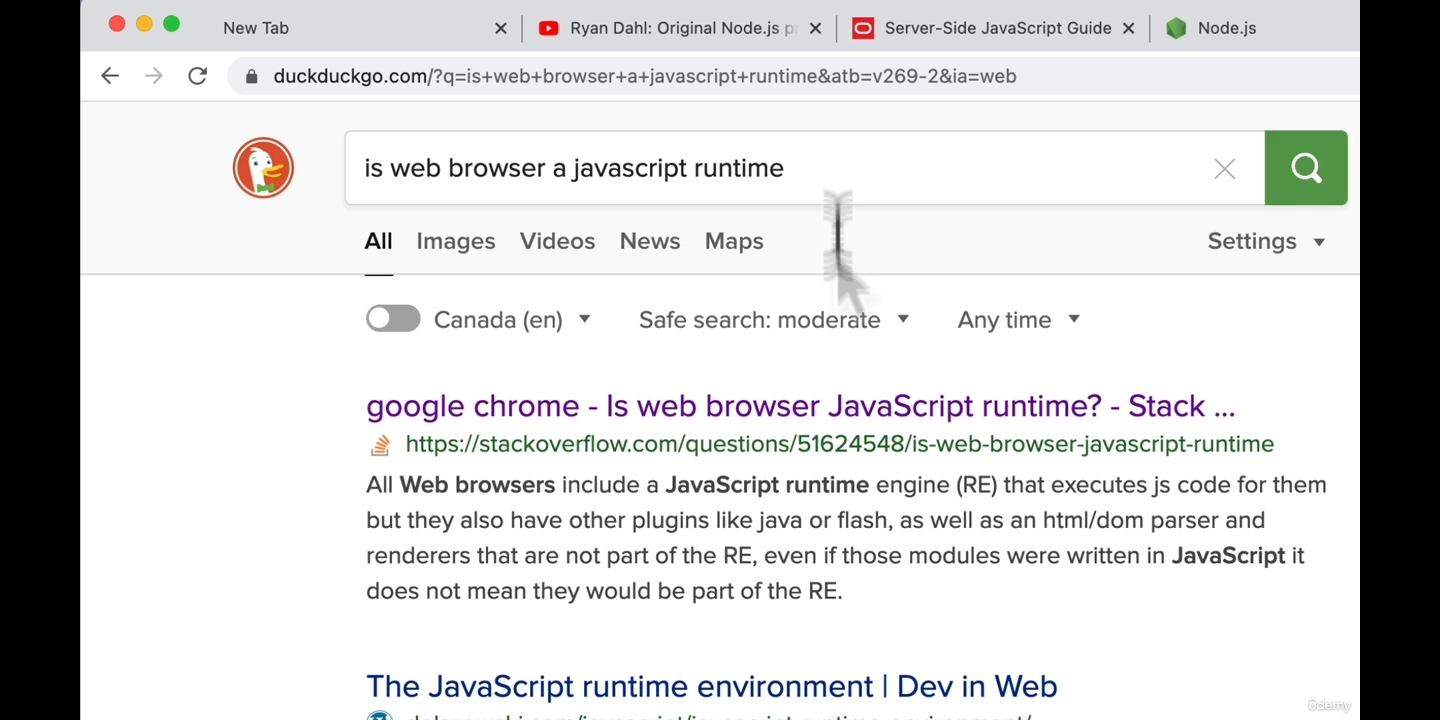 New Tab
Ryan Dahl: Original Node.js p
Server-Side JavaScript Guide
Node.js
duckduckgo.com/?q=is+web+browser+a+javascript+runtime&atb=v269-2&ia=web
is web browser a javascript runtime
All Images Videos News Maps
Settings
Canada (en) Safe search: moderate Any time
google chrome - Is web browser JavaScript runtime? - Stack ...
https://stackoverflow.com/questions/51624548/is-web-browser-javascript-runtime
All Web browsers include a JavaScript runtime engine (RE) that executes js code for them
but they also have other plugins like java or flash, as well as an html/dom parser and
renderers that are not part of the RE, even if those modules were written in JavaScript it
does not mean they would be part of the RE.
The JavaScript runtime environment | Dev in Web
ûdemy